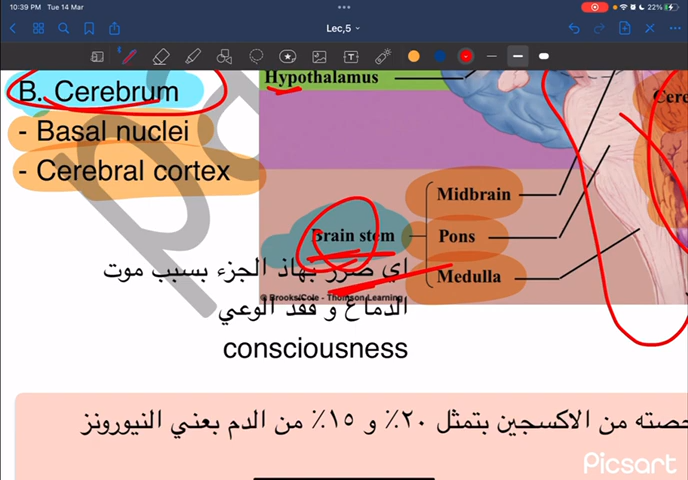 10:39 PM Tue 14 Mar
22%
Lec,5
B. Cerebrum
- Basal nuclei
- Cerebral cortex
Hypothalamus
Cere
Midbrain
Brain stem
Pons
Medulla
© Brooks/Cole - Thomson Learning
اي ضرر بهاذ الجزء بسبب موت
الدماغ و فقد الوعي
consciousness
حصته من الاكسجين بتمثل ٢٠٪ و ١٥٪ من الدم بعني النيورونز
Picsart